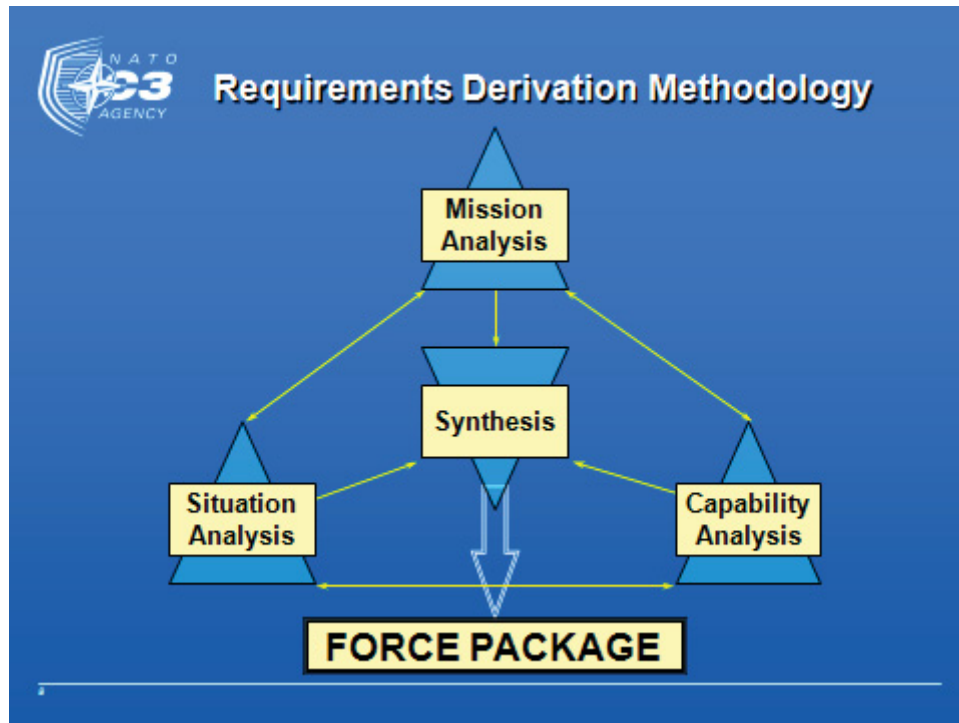 NATO
C3
AGENCY
Requirements Derivation Methodology
Mission
Analysis
Synthesis
Situation
Analysis
Capability
Analysis
FORCE PACKAGE